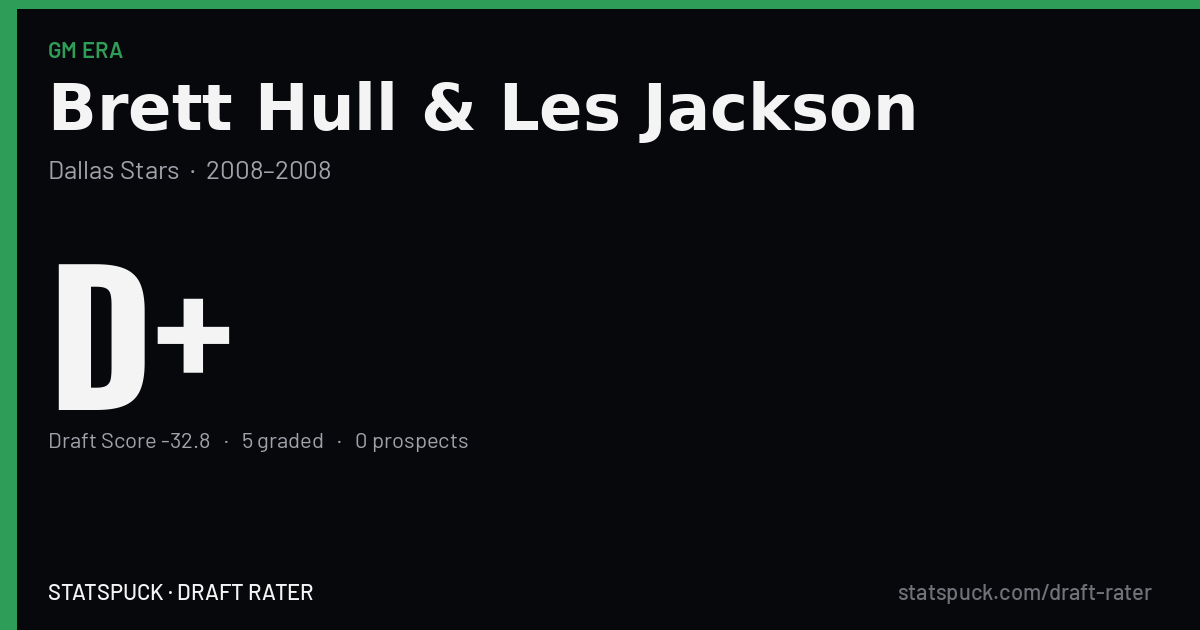 GM ERA
Brett Hull & Les Jackson
Dallas Stars · 2008–2008
D+
Draft Score -32.8 · 5 graded · 0 prospects
STATSPUCK · DRAFT RATER
statspuck.com/draft-rater